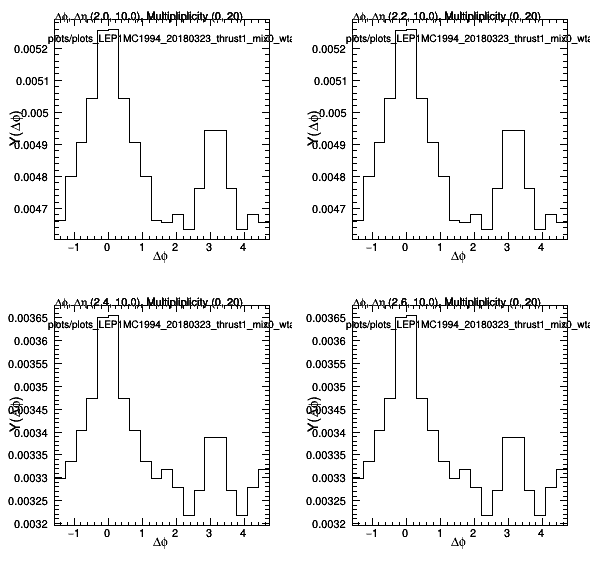 Δϕ, Δη (2.0, 10.0), Multipliplicity (0, 20)
plots/plots_LEP1MC1994_20180323_thrust1_mix0_wta
Y(Δϕ)
0.0052
0.0051
0.005
0.0049
0.0048
0.0047
−1 0 1 2 3 4
Δϕ
Δϕ, Δη (2.2, 10.0), Multipliplicity (0, 20)
plots/plots_LEP1MC1994_20180323_thrust1_mix0_wta
Y(Δϕ)
0.0052
0.0051
0.005
0.0049
0.0048
0.0047
−1 0 1 2 3 4
Δϕ
Δϕ, Δη (2.4, 10.0), Multipliplicity (0, 20)
plots/plots_LEP1MC1994_20180323_thrust1_mix0_wta
Y(Δϕ)
0.00365
0.0036
0.00355
0.0035
0.00345
0.0034
0.00335
0.0033
0.00325
0.0032
−1 0 1 2 3 4
Δϕ
Δϕ, Δη (2.6, 10.0), Multipliplicity (0, 20)
plots/plots_LEP1MC1994_20180323_thrust1_mix0_wta
Y(Δϕ)
0.00365
0.0036
0.00355
0.0035
0.00345
0.0034
0.00335
0.0033
0.00325
0.0032
−1 0 1 2 3 4
Δϕ